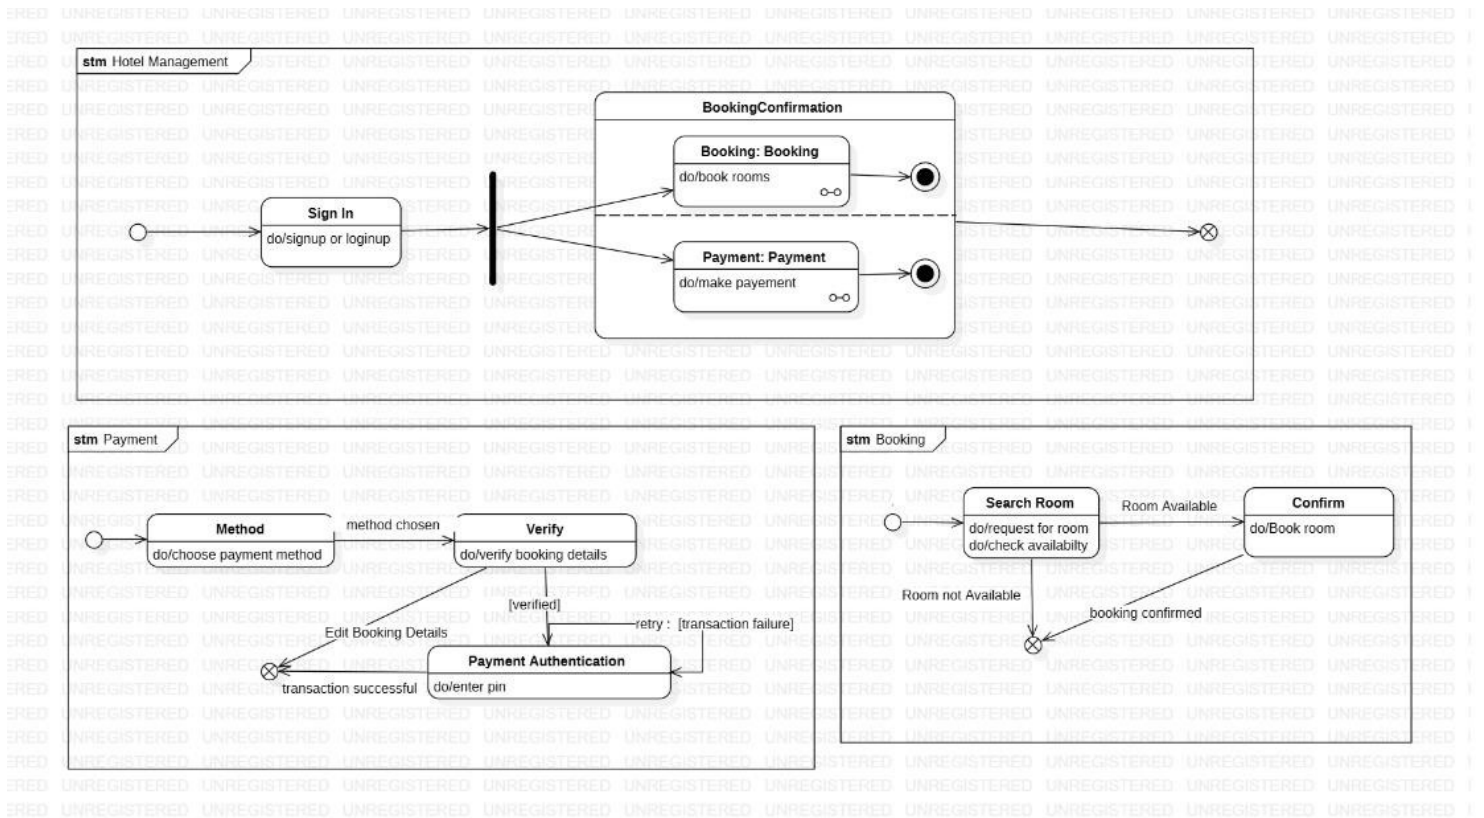 stm Hotel Management
BookingConfirmation
Booking: Booking
do/book rooms
Sign In
do/signup or loginup
Payment: Payment
do/make payement
stm Payment
Method
do/choose payment method
method chosen
Verify
do/verify booking details
[verified]
retry : [transaction failure]
Edit Booking Details
Payment Authentication
do/enter pin
transaction successful
stm Booking
Search Room
do/request for room
do/check availabilty
Room Available
Confirm
do/Book room
Room not Available
booking confirmed
UNREGISTERED